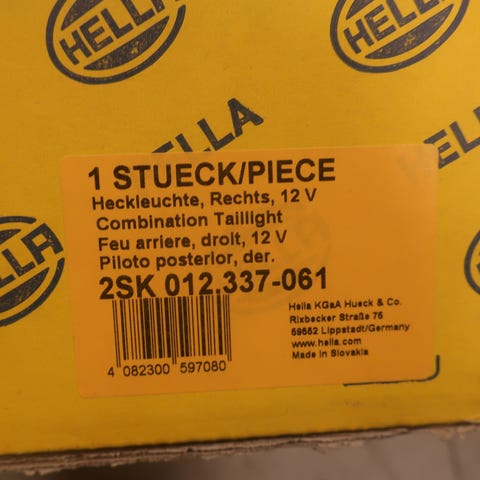 HELLA
HELLA
HELLA
HELLA
HELLA
1 STUECK/PIECE
Heckleuchte, Rechts, 12 V
Combination Taillight
Feu arriere, droit, 12 V
Piloto posterior, der.
2SK 012.337-061
Hella KGaA Hueck & Co.
Rixbecker Straße 75
59552 Lippstadt/Germany
www.hella.com
Made in Slovakia
4 082300 597080